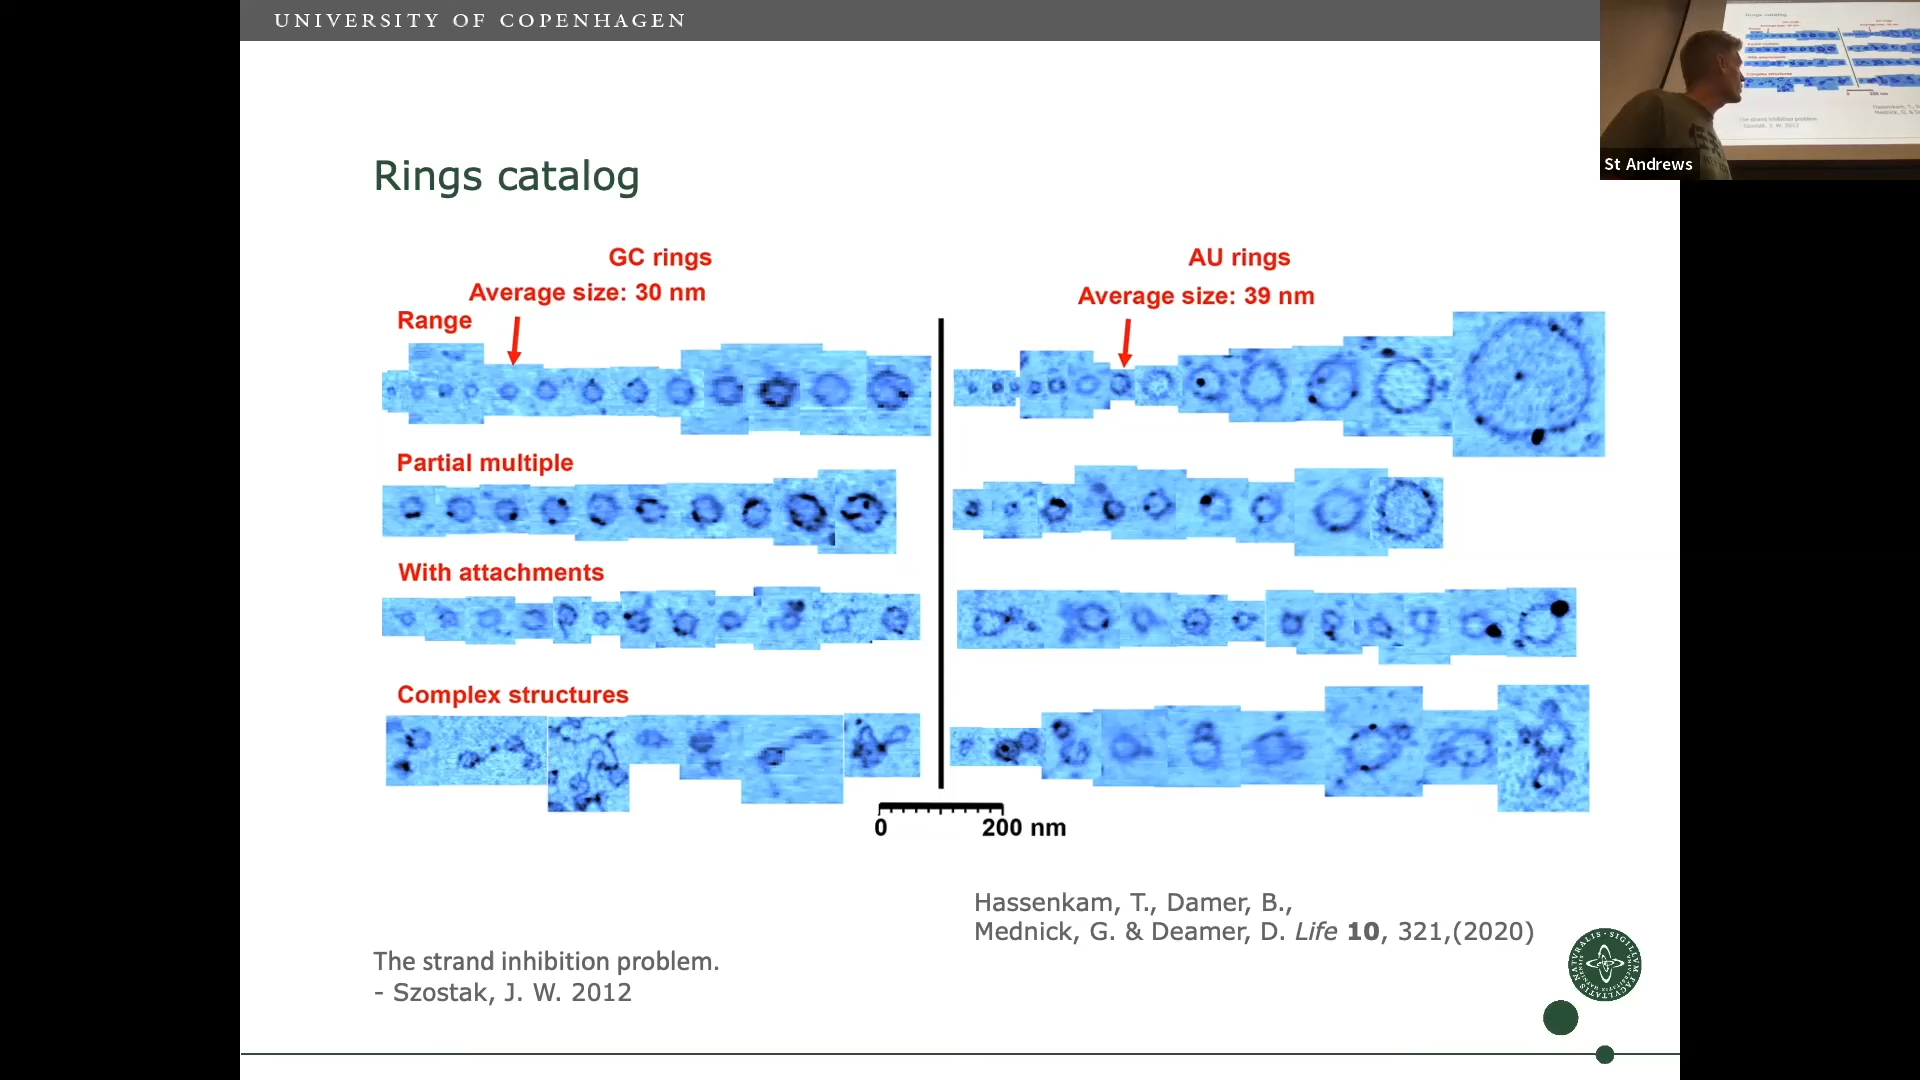 UNIVERSITY OF COPENHAGEN
St Andrews
Rings catalog
GC rings
Average size: 30 nm
AU rings
Average size: 39 nm
Range
Partial multiple
With attachments
Complex structures
0 200 nm
Hassenkam, T., Damer, B.,
Mednick, G. & Deamer, D. Life 10, 321,(2020)
The strand inhibition problem.
- Szostak, J. W. 2012